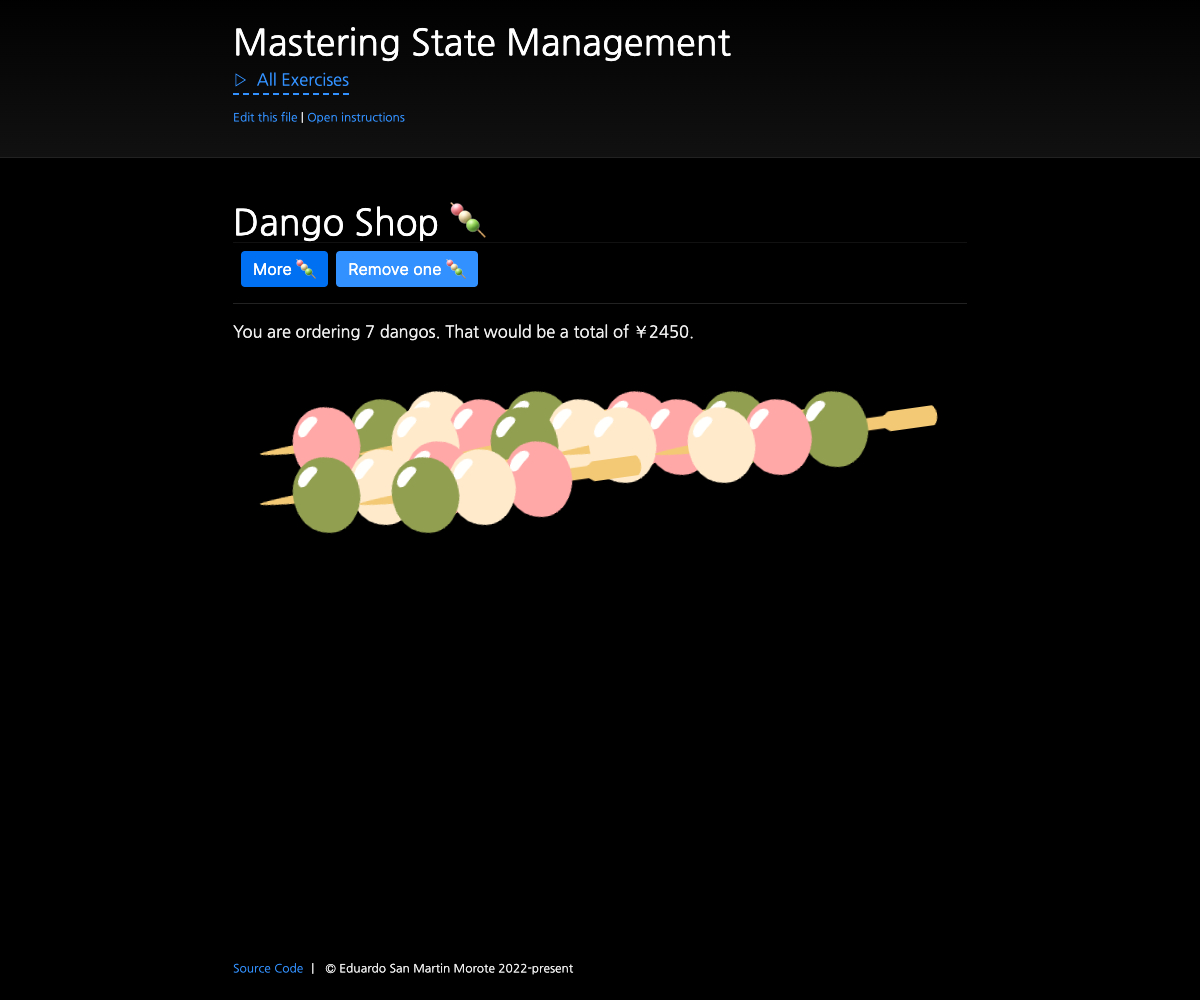 Mastering State Management
▷ All Exercises
Edit this file | Open instructions
Dango Shop 🍡
More 🍡 Remove one 🍡
You are ordering 7 dangos. That would be a total of ¥2450.
Source Code | © Eduardo San Martin Morote 2022-present